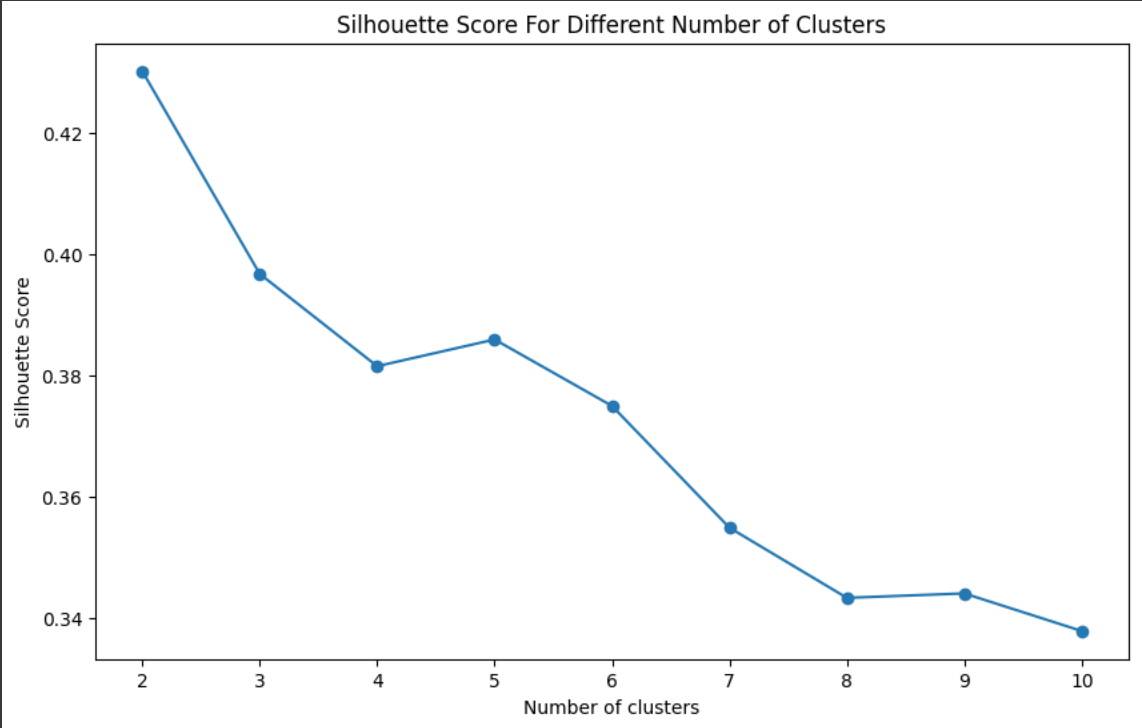 Silhouette Score For Different Number of Clusters
Silhouette Score
0.42
0.40
0.38
0.36
0.34
2 3 4 5 6 7 8 9 10
Number of clusters